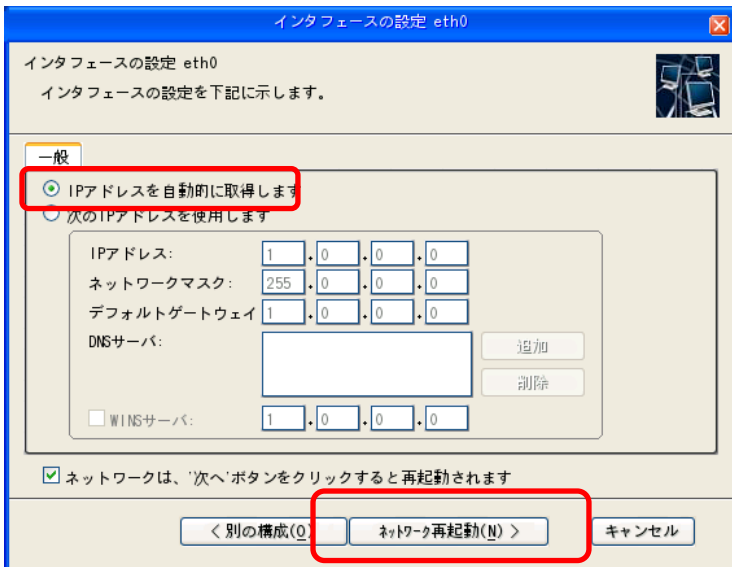 インタフェースの設定 eth0
インタフェースの設定 eth0
インタフェースの設定を下記に示します。
一般
IPアドレスを自動的に取得します
次のIPアドレスを使用します
IPアドレス: 1.0.0.0
ネットワークマスク: 255.0.0.0
デフォルトゲートウェイ 1.0.0.0
DNSサーバ: 追加
削除
WINSサーバ: 1.0.0.0
ネットワークは、'次へ'ボタンをクリックすると再起動されます
< 別の構成(O) ネットワーク再起動(N) > キャンセル